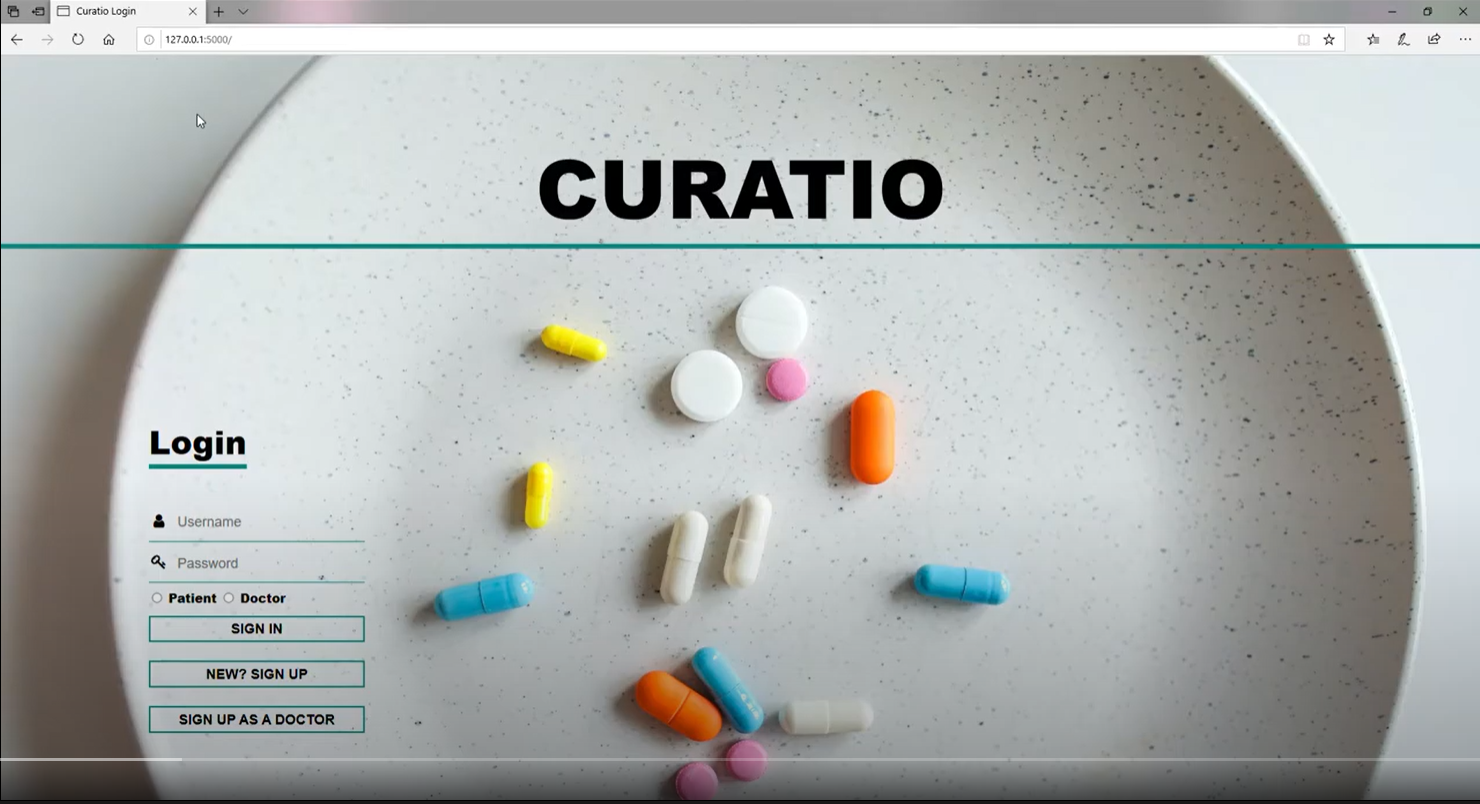 Curatio Login
127.0.0.1:5000/
CURATIO
Login
Username
Password
Patient Doctor
SIGN IN
NEW? SIGN UP
SIGN UP AS A DOCTOR